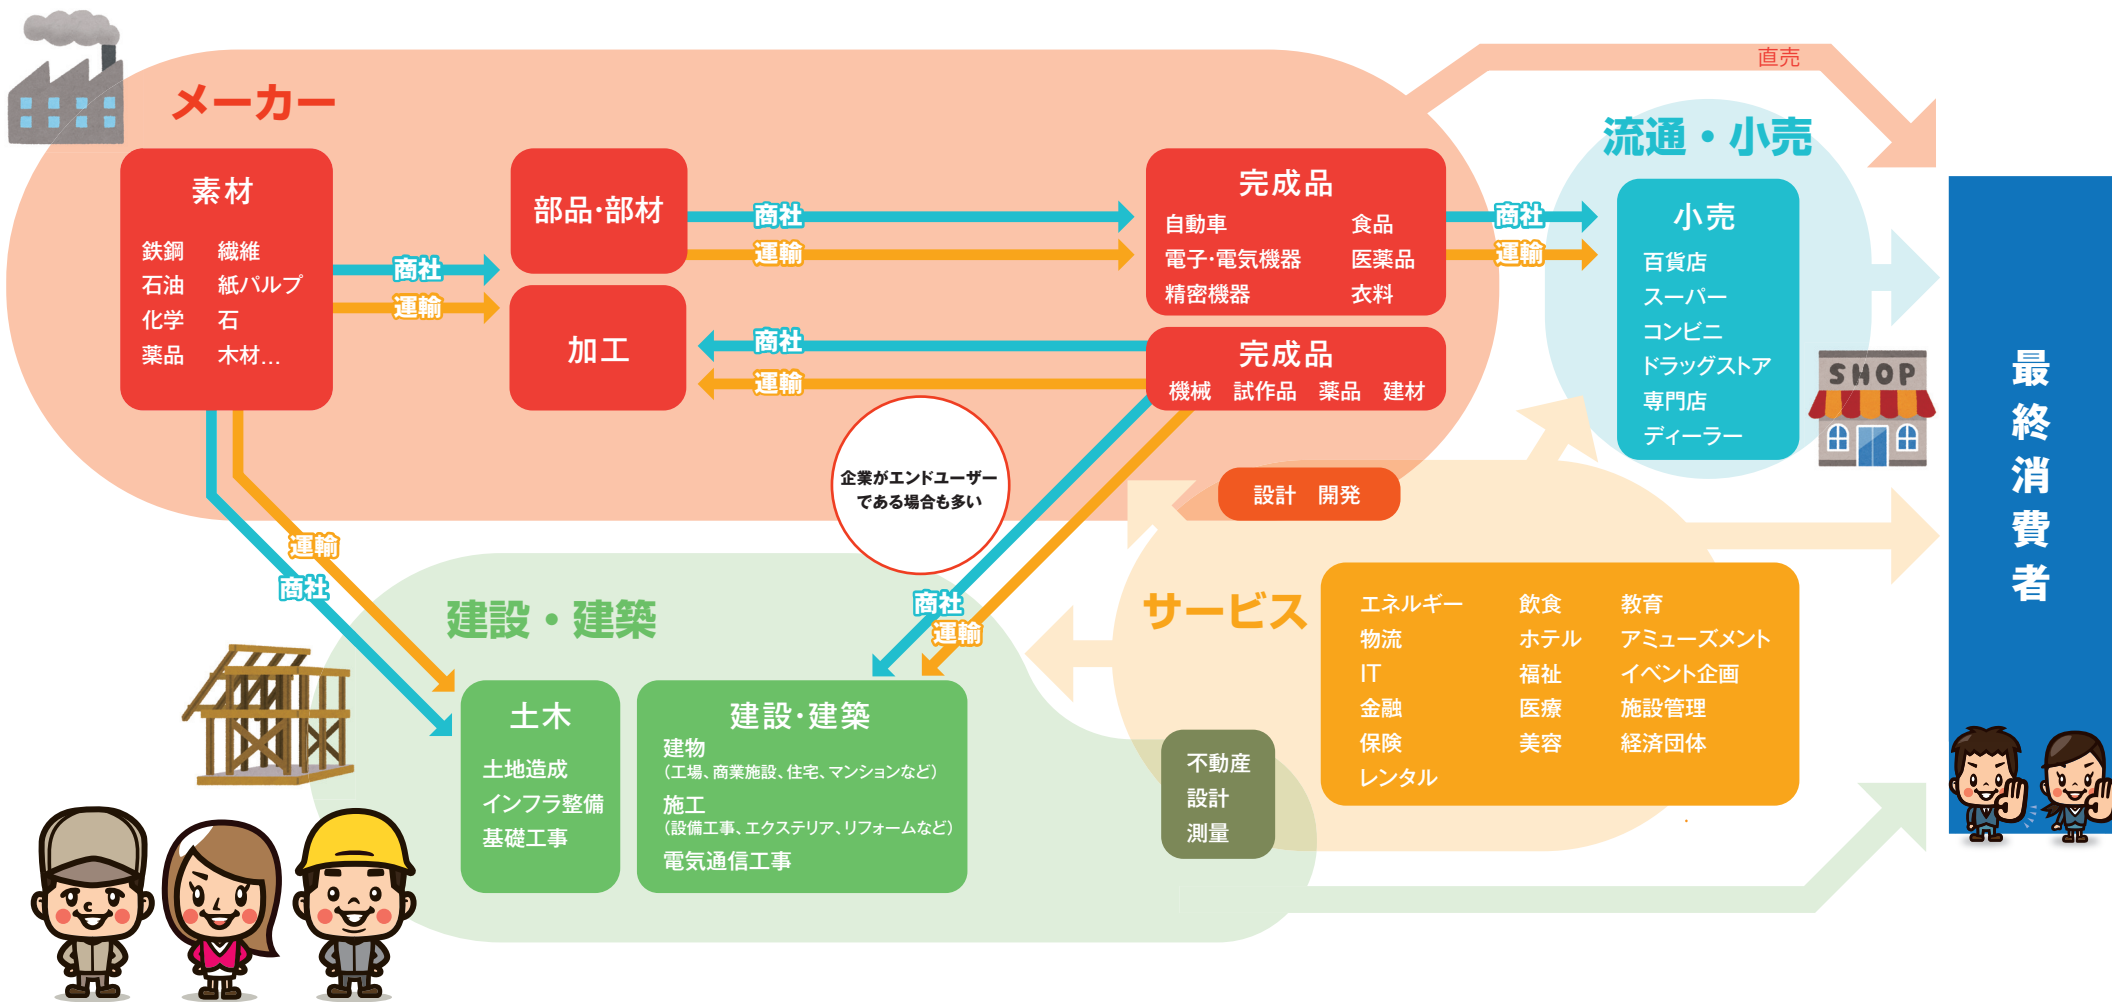 メーカー
素材
鉄鋼 繊維
石油 紙パルプ
化学 石
薬品 木材…
商社
運輸
部品・部材
加工
商社
運輸
商社
運輸
完成品
自動車 食品
電子・電気機器 医薬品
精密機器 衣料
完成品
機械 試作品 薬品 建材
企業がエンドユーザー
である場合も多い
設計 開発
商社
運輸
直売
流通・小売
小売
百貨店
スーパー
コンビニ
ドラッグストア
専門店
ディーラー
SHOP
運輸
商社
商社
運輸
建設・建築
土木
土地造成
インフラ整備
基礎工事
建設・建築
建物
（工場、商業施設、住宅、マンションなど）
施工
（設備工事、エクステリア、リフォームなど）
電気通信工事
サービス
エネルギー 飲食 教育
物流 ホテル アミューズメント
IT 福祉 イベント企画
金融 医療 施設管理
保険 美容 経済団体
レンタル
不動産
設計
測量
最終消費者